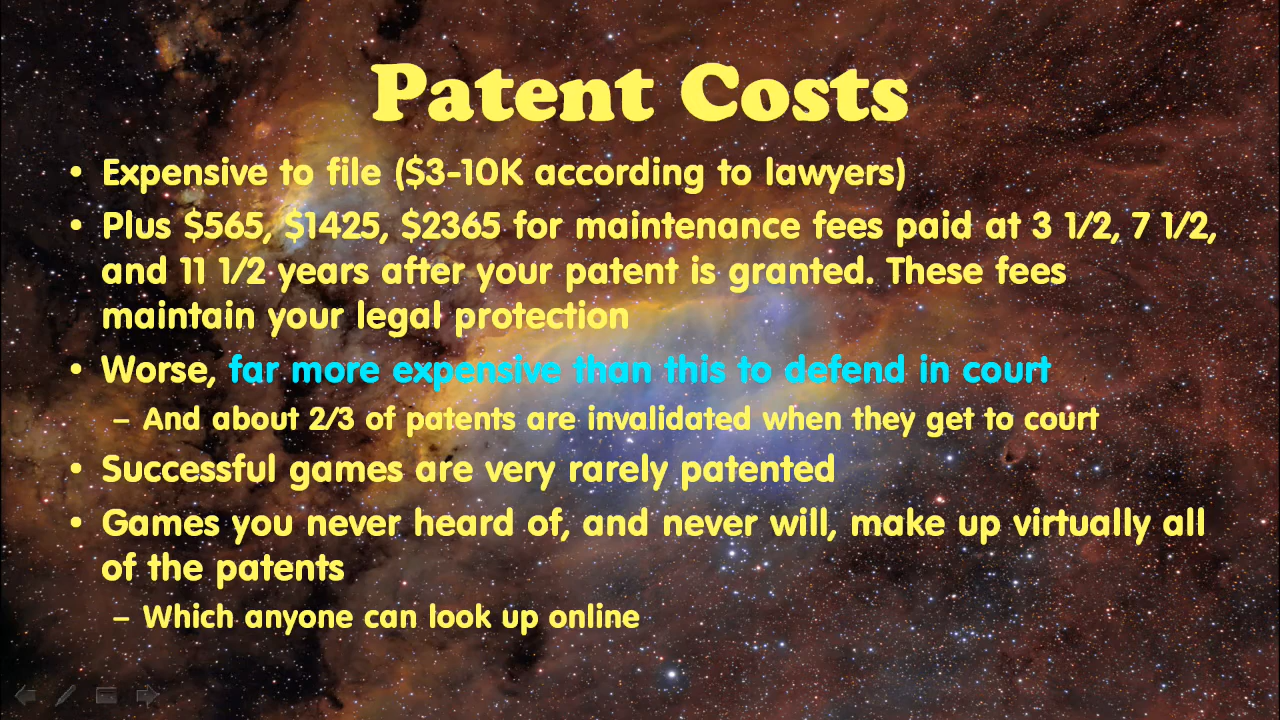 Patent Costs
• Expensive to file ($3-10K according to lawyers)
• Plus $565, $1425, $2365 for maintenance fees paid at 3 1/2, 7 1/2,
and 11 1/2 years after your patent is granted. These fees
maintain your legal protection
• Worse, far more expensive than this to defend in court
– And about 2/3 of patents are invalidated when they get to court
• Successful games are very rarely patented
• Games you never heard of, and never will, make up virtually all
of the patents
– Which anyone can look up online